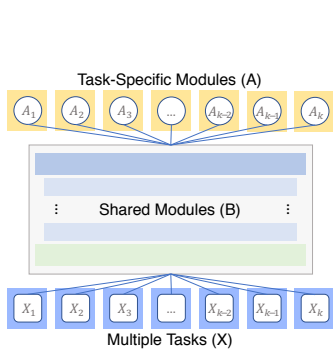 Task-Specific Modules (A)
A₁ A₂ A₃ ... Aₖ₋₂ Aₖ₋₁ Aₖ
⋮ Shared Modules (B) ⋮
X₁ X₂ X₃ ... Xₖ₋₂ Xₖ₋₁ Xₖ
Multiple Tasks (X)